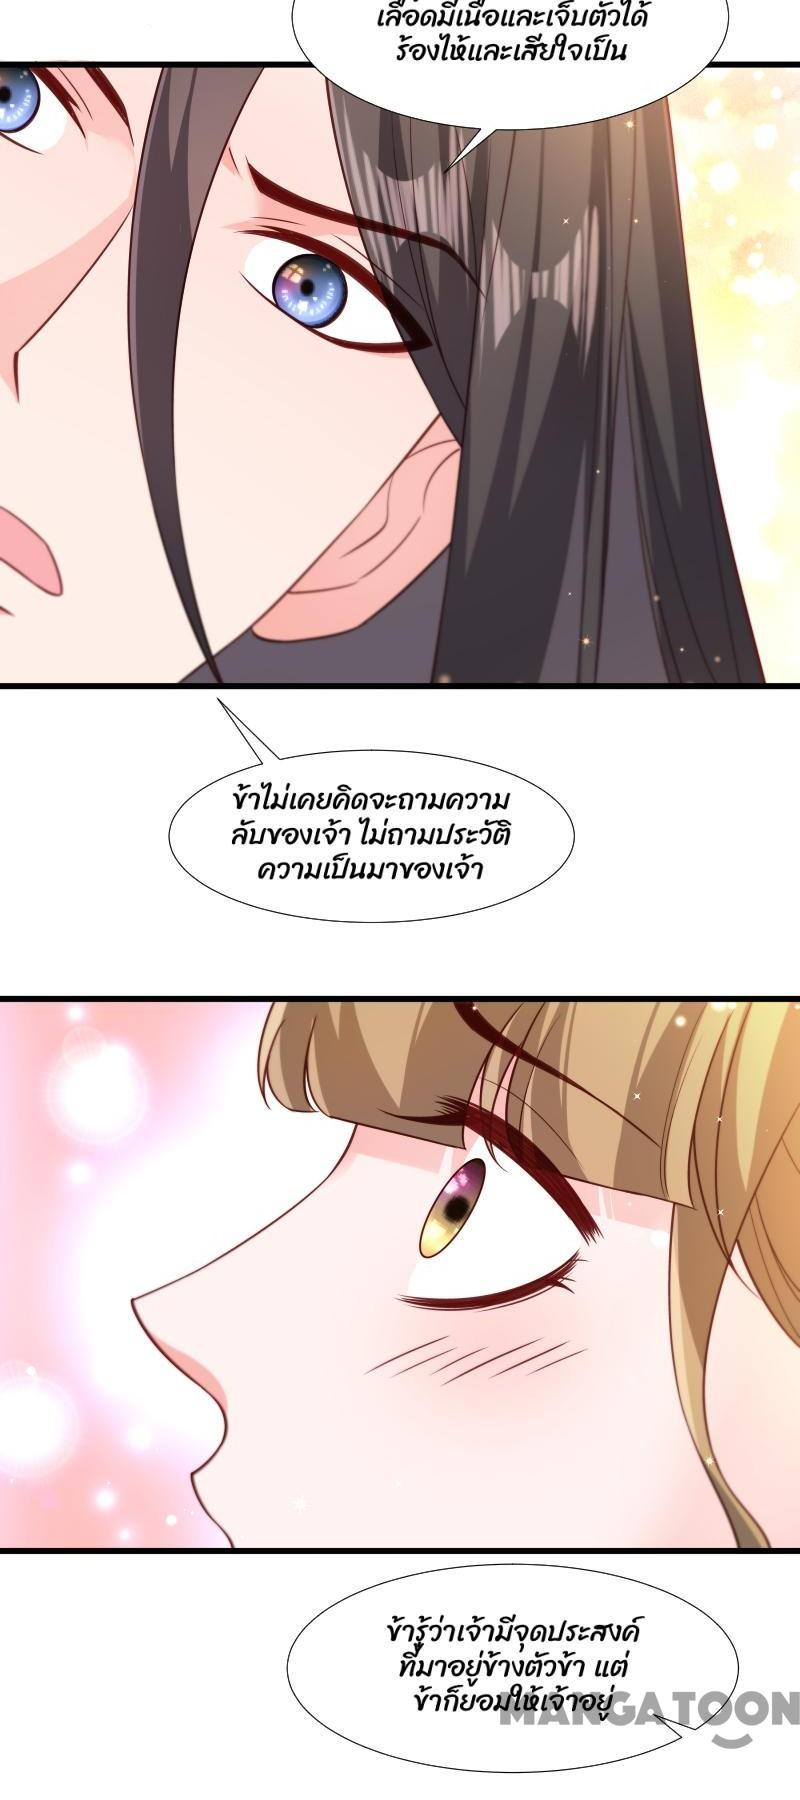 เลือดมีเนื้อและเจ็บตัวได้
ร้องไห้และเสียใจเป็น
ข้าไม่เคยคิดจะถามความ
ลับของเจ้า ไม่ถามประวัติ
ความเป็นมาของเจ้า
ข้ารู้ว่าเจ้ามีจุดประสงค์
ที่มาอยู่ข้างตัวข้า แต่
ข้าก็ยอมให้เจ้าอยู่
MANGATOON